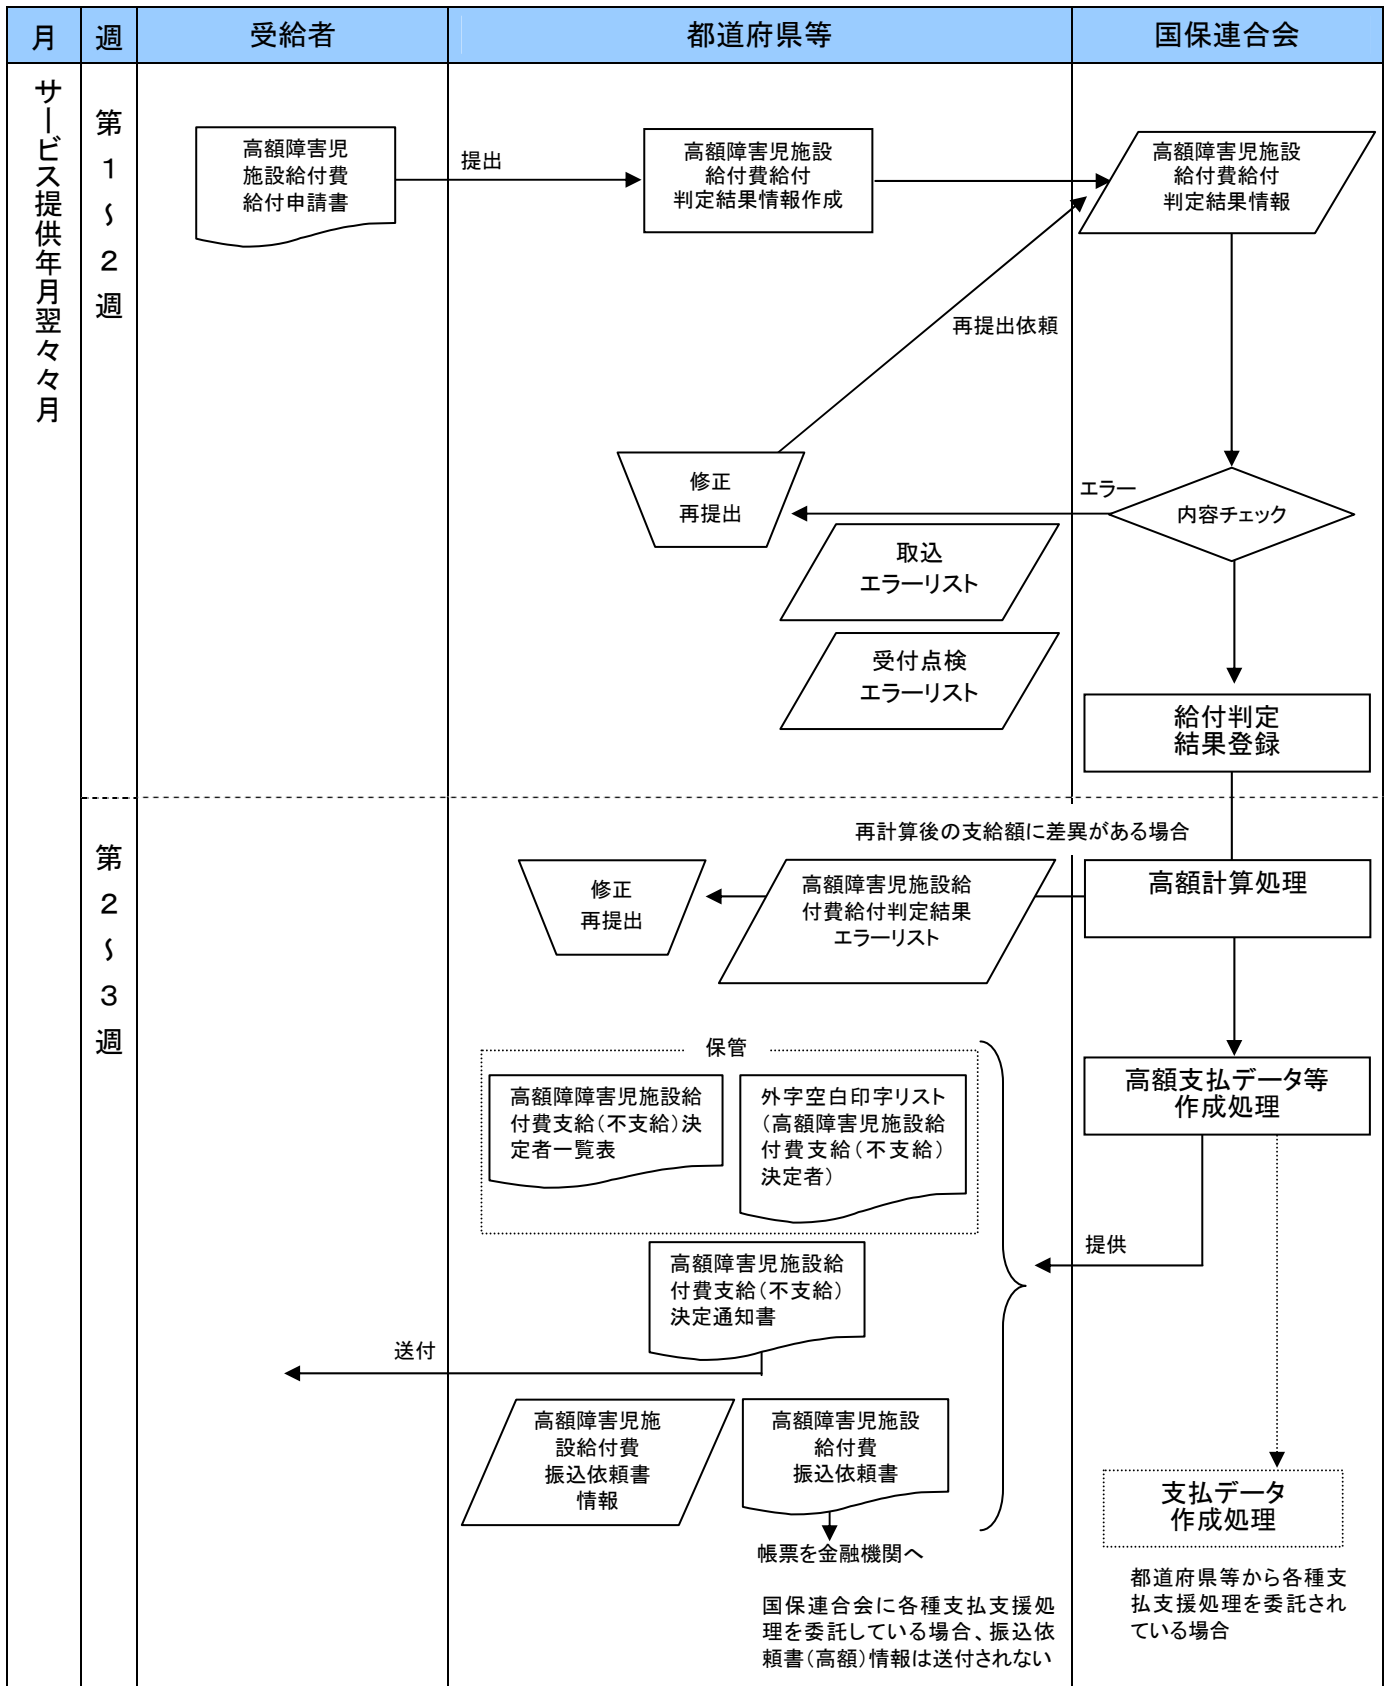 月
週
受給者
都道府県等
国保連合会
サービス提供年月翌々々月
第1～2週
高額障害児
施設給付費
給付申請書
提出
高額障害児施設
給付費給付
判定結果情報作成
高額障害児施設
給付費給付
判定結果情報
再提出依頼
修正
再提出
エラー
内容チェック
取込
エラーリスト
受付点検
エラーリスト
給付判定
結果登録
第2～3週
再計算後の支給額に差異がある場合
修正
再提出
高額障害児施設給
付費給付判定結果
エラーリスト
高額計算処理
保管
高額障障害児施設給
付費支給(不支給)決
定者一覧表
外字空白印字リスト
(高額障害児施設給
付費支給(不支給)
決定者)
高額支払データ等
作成処理
提供
高額障害児施設給
付費支給(不支給)
決定通知書
送付
高額障害児施
設給付費
振込依頼書
情報
高額障害児施設
給付費
振込依頼書
帳票を金融機関へ
支払データ
作成処理
国保連合会に各種支払支援処
理を委託している場合、振込依
頼書(高額)情報は送付されない
都道府県等から各種支
払支援処理を委託され
ている場合